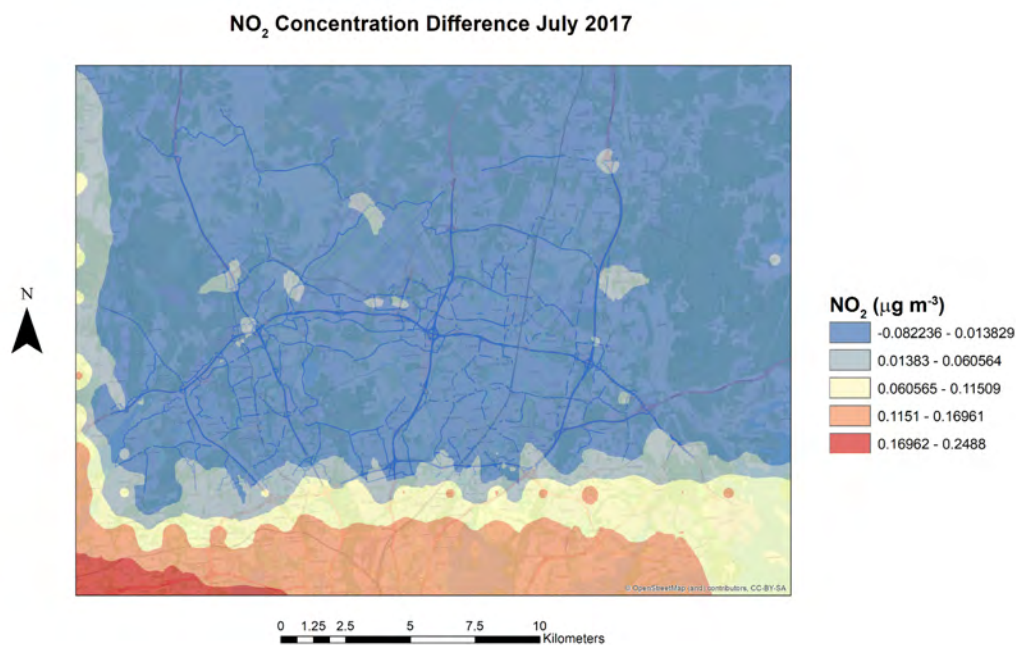 NO₂ Concentration Difference July 2017
N
NO₂ (µg m⁻³)
-0.082236 - 0.013829
0.01383 - 0.060564
0.060565 - 0.11509
0.1151 - 0.16961
0.16962 - 0.2488
© OpenStreetMap (and) contributors, CC-BY-SA
0 1.25 2.5 5 7.5 10
Kilometers